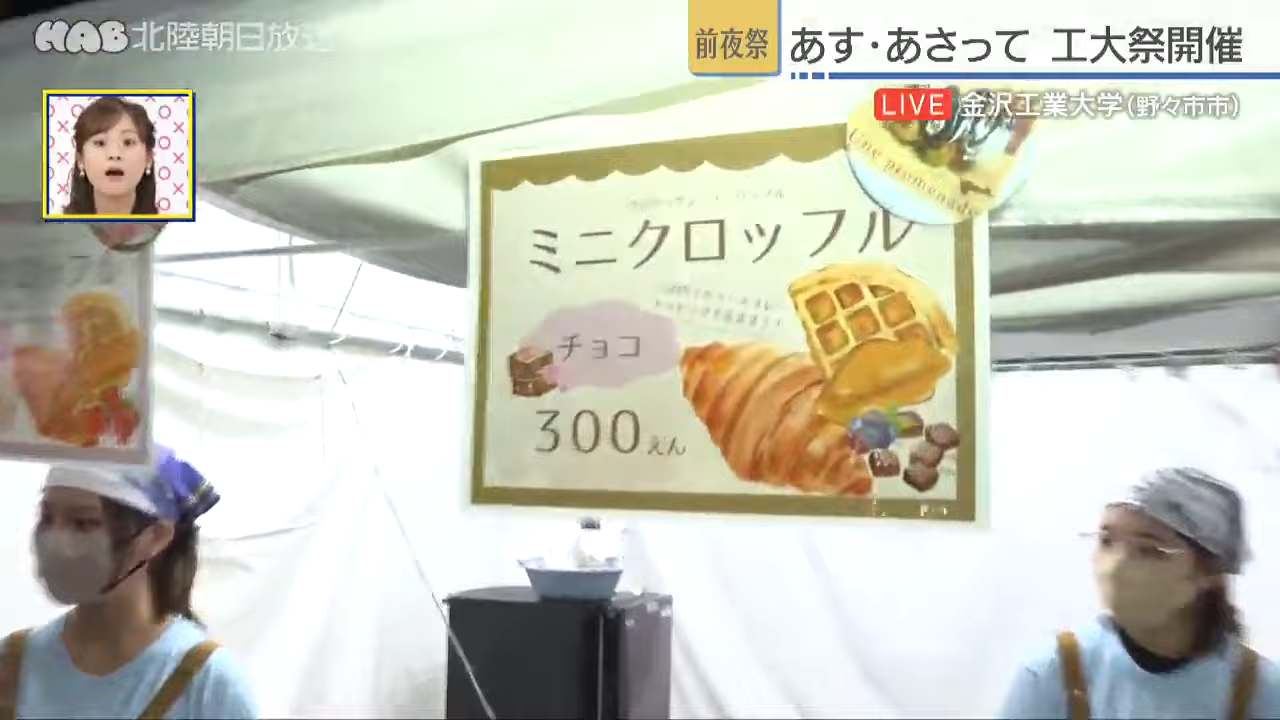 HAB北陸朝日放送
前夜祭
あす・あさって 工大祭開催
LIVE 金沢工業大学(野々市市)
Une promenade
ミニクロッフル
チョコ
300えん